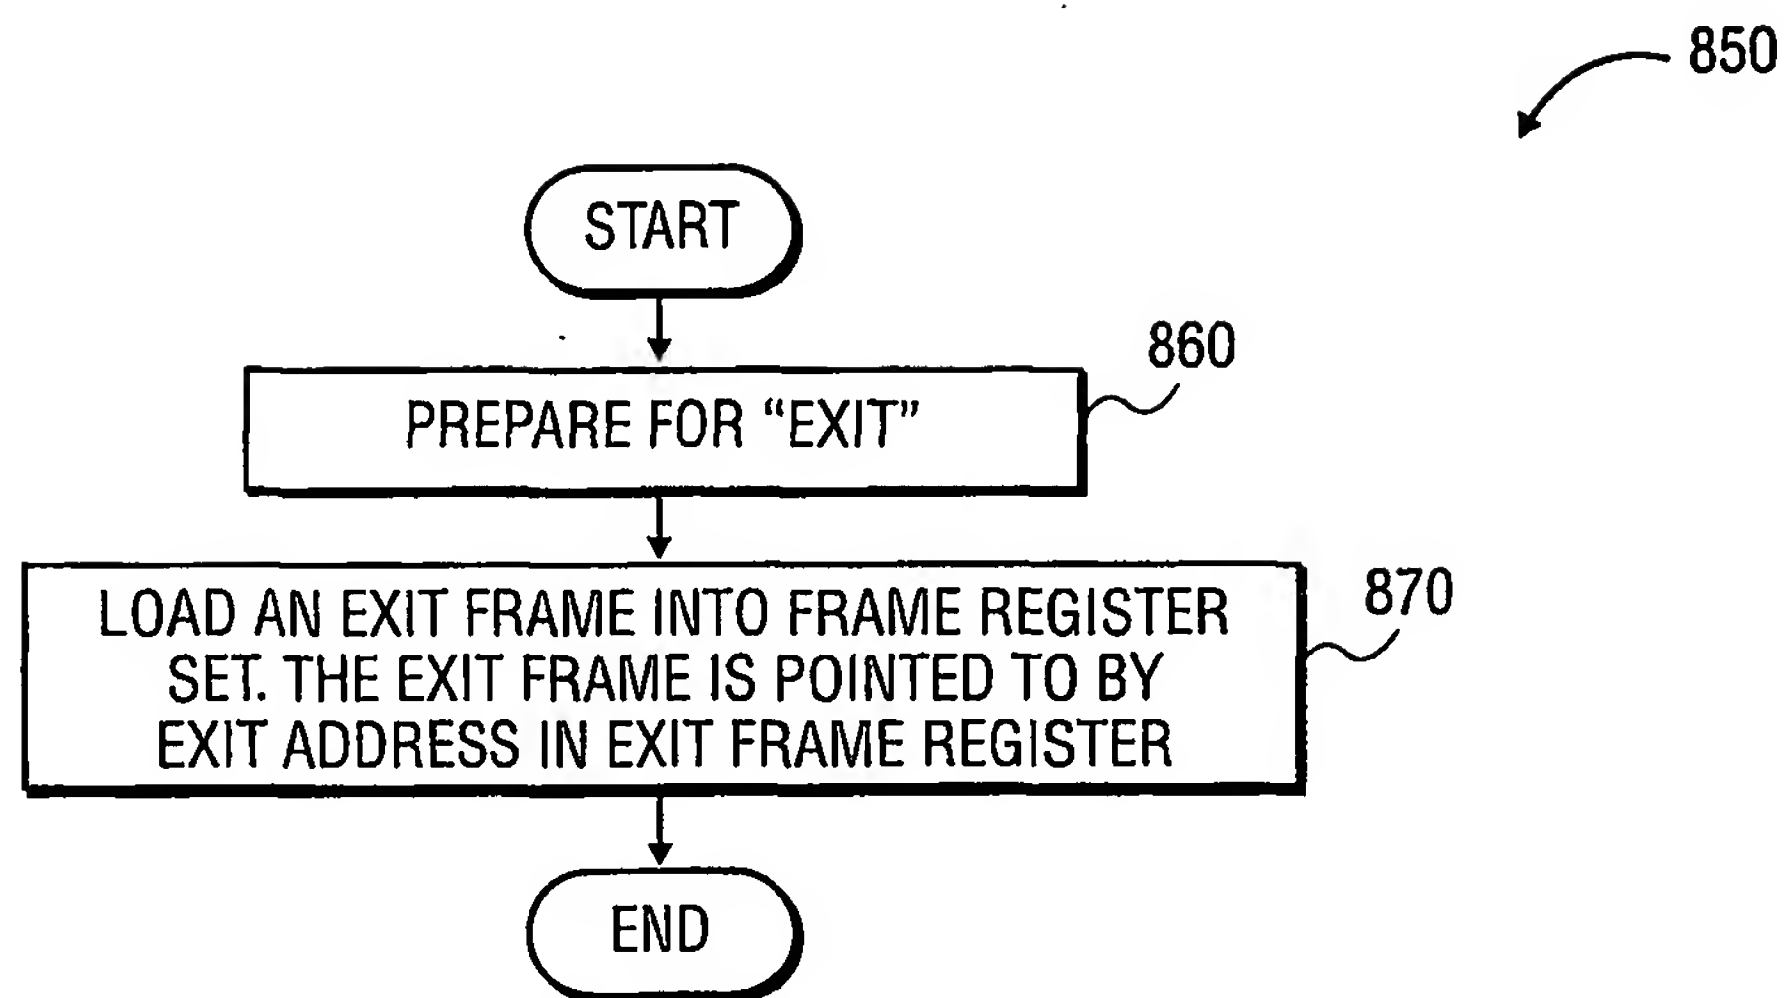 850
START
860
PREPARE FOR “EXIT”
870
LOAD AN EXIT FRAME INTO FRAME REGISTER
SET. THE EXIT FRAME IS POINTED TO BY
EXIT ADDRESS IN EXIT FRAME REGISTER
END